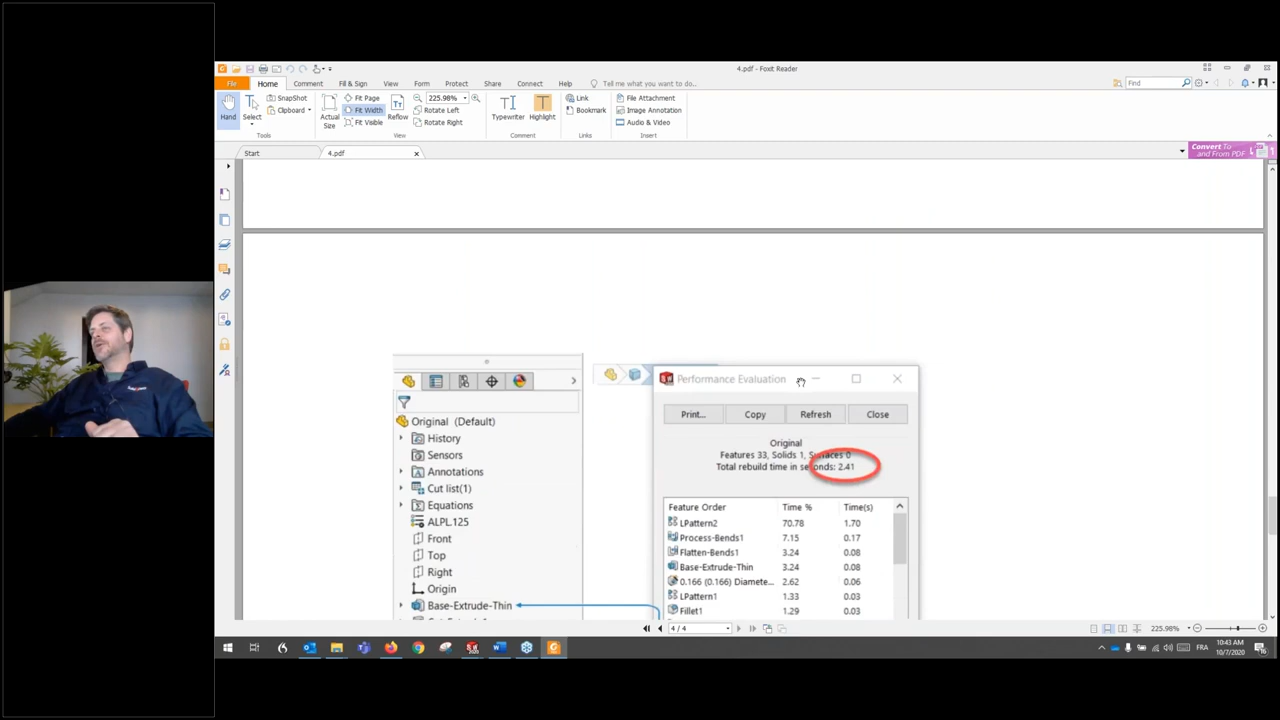 4.pdf - Foxit Reader
File Home Comment Fill & Sign View Form Protect Share Connect Help Tell me what you want to do... Find
Hand
Select
SnapShot
Clipboard
Tools
Actual Size
Fit Page
Fit Width
Fit Visible
Reflow
225.98%
Rotate Left
Rotate Right
View
Typewriter
Highlight
Comment
Link
Bookmark
Links
File Attachment
Image Annotation
Audio & Video
Insert
Start
4.pdf
Convert To
and From PDF
Performance Evaluation
Print... Copy Refresh Close
Original
Features 33, Solids 1, Surfaces 0
Total rebuild time in seconds: 2.41
Feature Order Time % Time(s)
LPattern2 70.78 1.70
Process-Bends1 7.15 0.17
Flatten-Bends1 3.24 0.08
Base-Extrude-Thin 3.24 0.08
0.166 (0.166) Diamete... 2.62 0.06
LPattern1 1.33 0.03
Fillet1 1.29 0.03
Original (Default)
History
Sensors
Annotations
Cut list(1)
Equations
ALPL.125
Front
Top
Right
Origin
Base-Extrude-Thin
4 / 4
225.98%
FRA
10:43 AM
10/7/2020